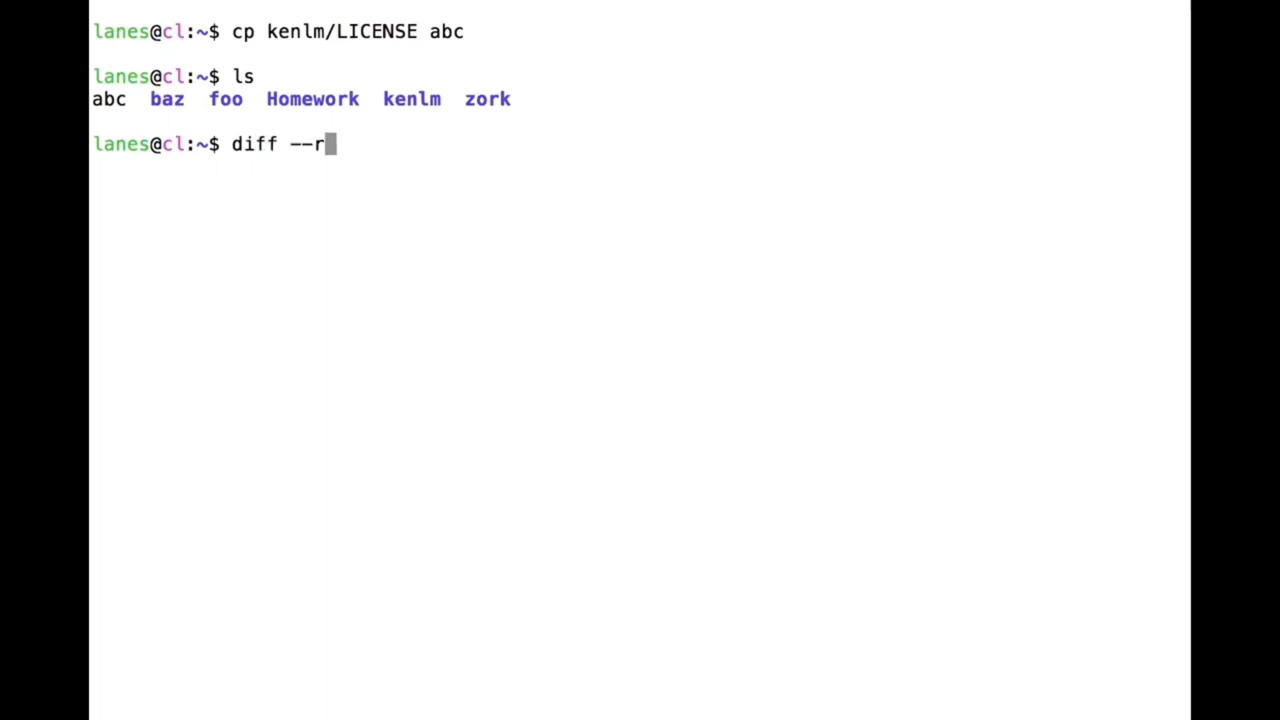 lanes@cl:~$ cp kenlm/LICENSE abc
lanes@cl:~$ ls
abc  baz  foo  Homework  kenlm  zork
lanes@cl:~$ diff --r